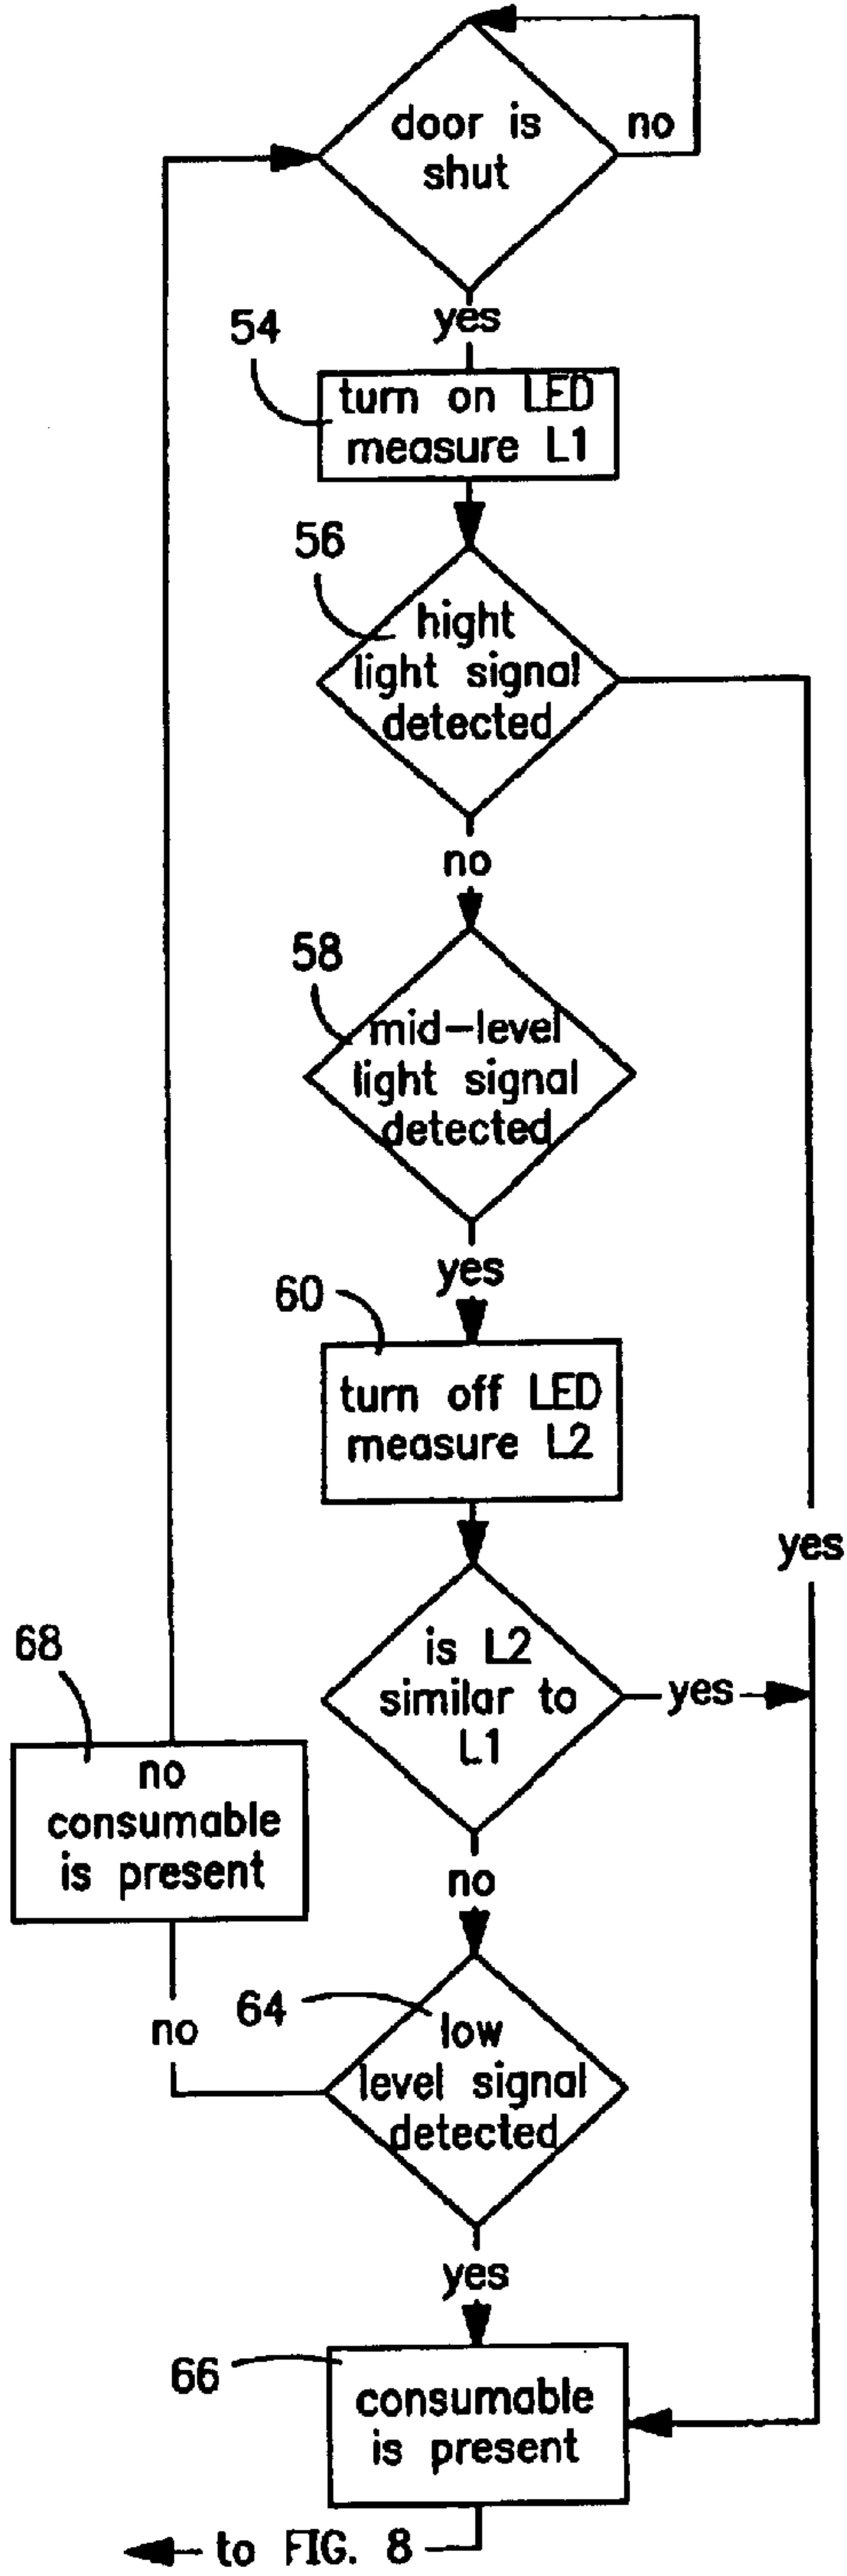 door is
shut
no
yes
54
turn on LED
measure L1
56
hight
light signal
detected
no
58
mid-level
light signal
detected
yes
60
turn off LED
measure L2
yes
is L2
similar to
L1
yes
68
no
consumable
is present
no
no
64
low
level signal
detected
yes
66
consumable
is present
to FIG. 8